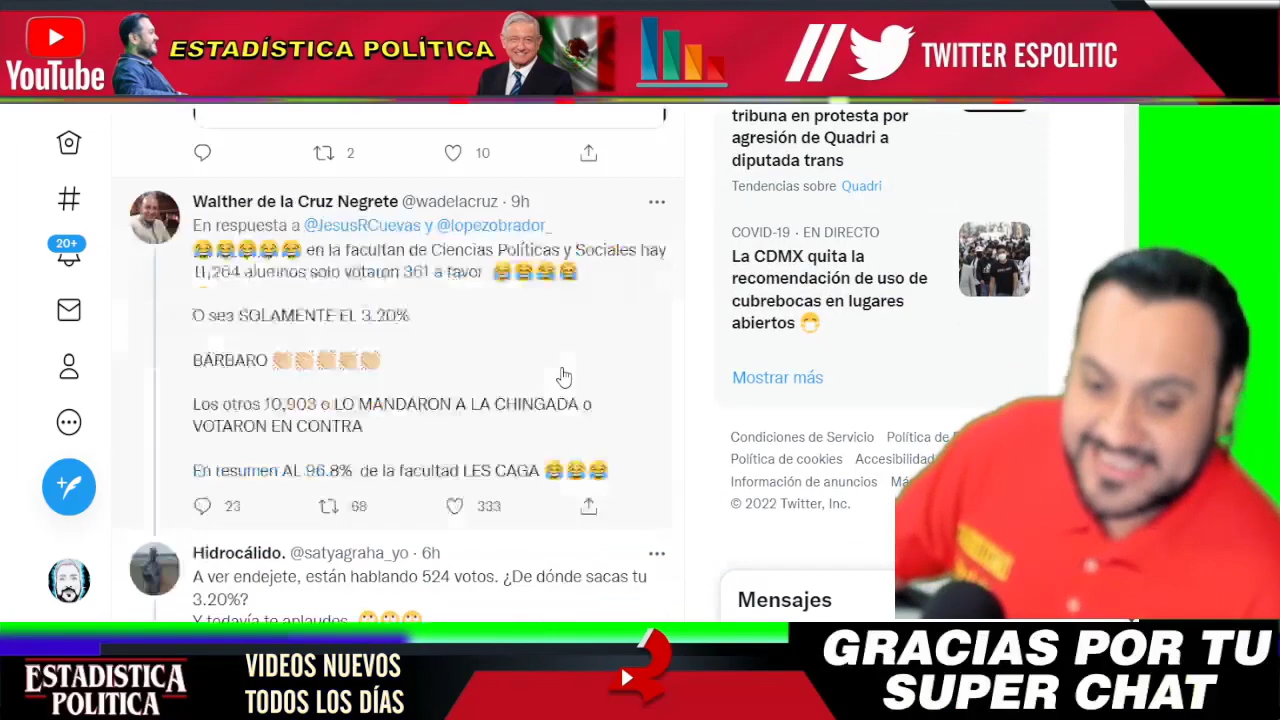 YouTube
ESTADÍSTICA POLÍTICA
TWITTER ESPOLITIC
2
10
Walther de la Cruz Negrete @wadelacruz · 9h
En respuesta a @JesusRCuevas y @lopezobrador_
😂😂😂😂😂 en la facultan de Ciencias Políticas y Sociales hay
11,264 alumnos solo votaron 361 a favor 😂😂😂😂
O sea SOLAMENTE EL 3.20%
BÁRBARO 👏🏼👏🏼👏🏼👏🏼👏🏼
Los otros 10,903 o LO MANDARON A LA CHINGADA o
VOTARON EN CONTRA
En resumen AL 96.8% de la facultad LES CAGA 😂😂😂
23
68
333
Hidrocálido. @satyagraha_yo · 6h
A ver endejete, están hablando 524 votos. ¿De dónde sacas tu
3.20%?
Y todavía te aplaudes.
20+
tribuna en protesta por
agresión de Quadri a
diputada trans
Tendencias sobre Quadri
COVID-19 · EN DIRECTO
La CDMX quita la
recomendación de uso de
cubrebocas en lugares
abiertos 😷
Mostrar más
Condiciones de Servicio Política de
Política de cookies Accesibilidad
Información de anuncios
© 2022 Twitter, Inc.
Mensajes
ESTADISTICA
POLÍTICA
VIDEOS NUEVOS
TODOS LOS DÍAS
GRACIAS POR TU
SUPER CHAT